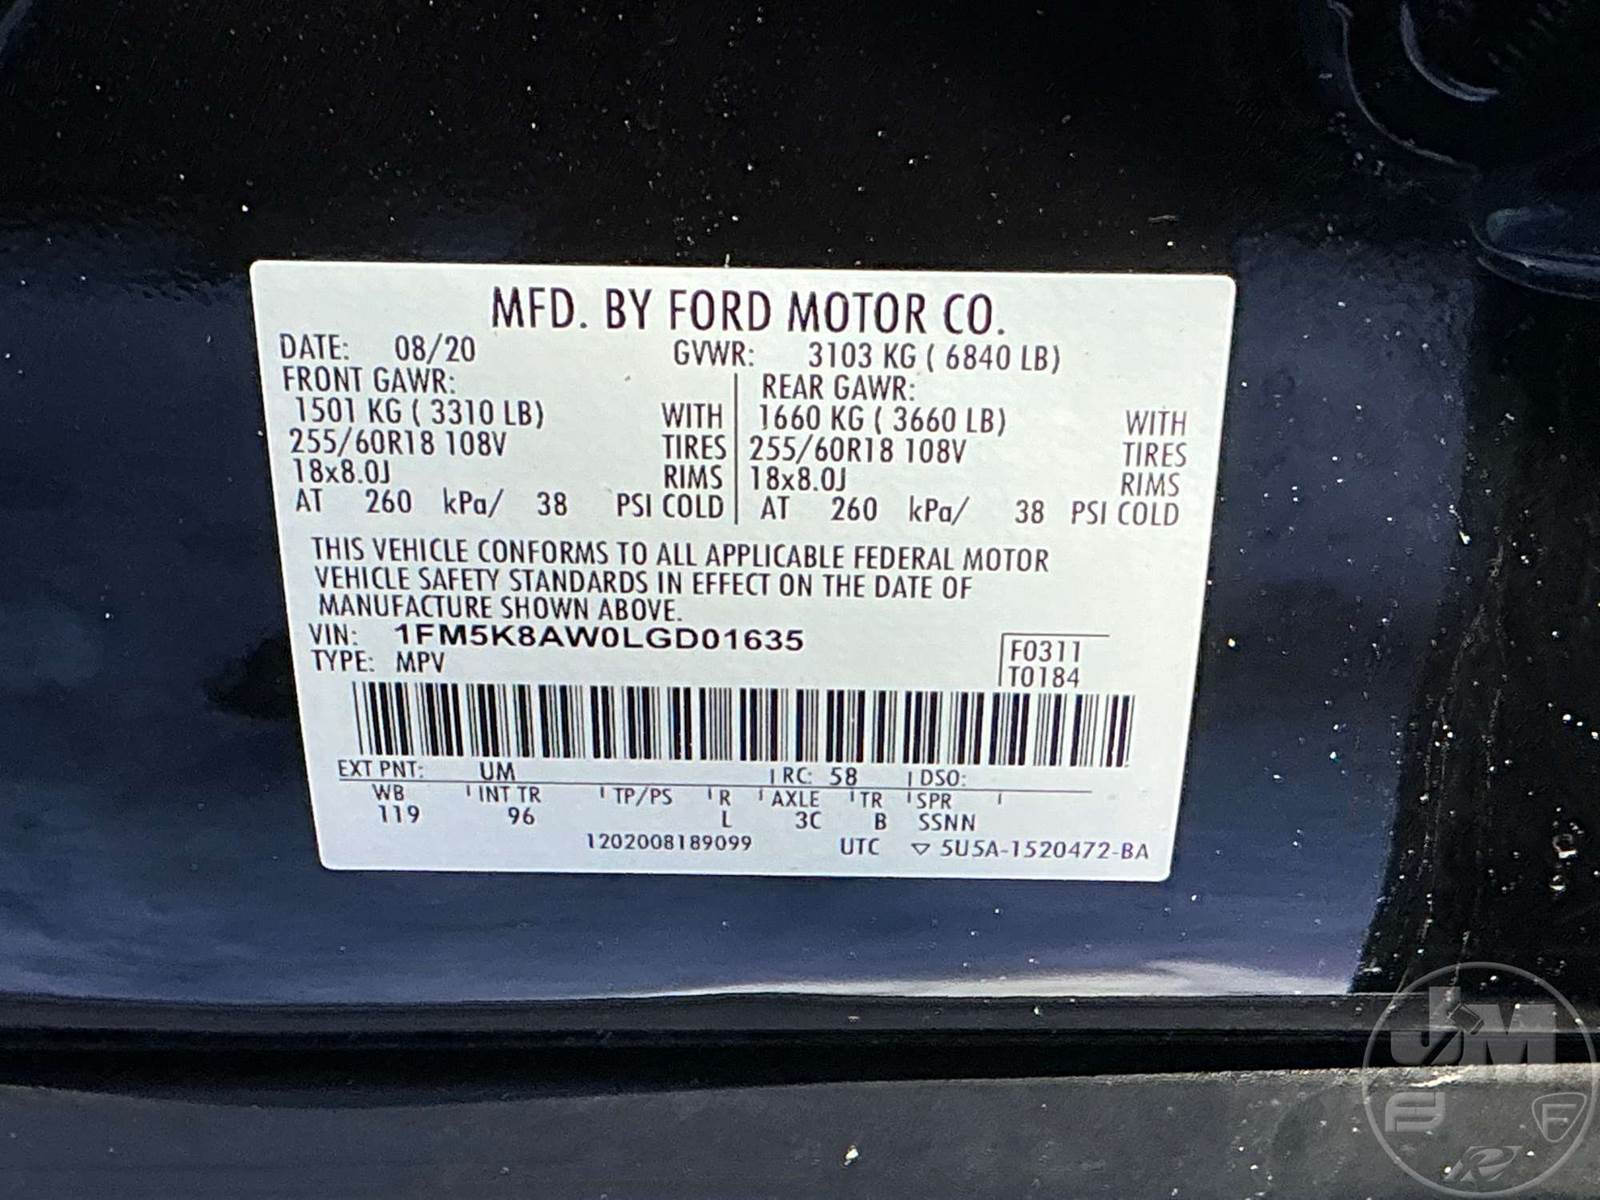 MFD. BY FORD MOTOR CO.
DATE: 08/20 GVWR: 3103 KG ( 6840 LB)
FRONT GAWR: REAR GAWR:
1501 KG ( 3310 LB) WITH 1660 KG ( 3660 LB) WITH
255/60R18 108V TIRES 255/60R18 108V TIRES
18x8.0J RIMS 18x8.0J RIMS
AT 260 kPa/ 38 PSI COLD AT 260 kPa/ 38 PSI COLD
THIS VEHICLE CONFORMS TO ALL APPLICABLE FEDERAL MOTOR
VEHICLE SAFETY STANDARDS IN EFFECT ON THE DATE OF
MANUFACTURE SHOWN ABOVE.
VIN: 1FM5K8AW0LGD01635 F0311
TYPE: MPV T0184
EXT PNT: UM RC: 58 DSO:
WB INT TR TP/PS R AXLE TR SPR
119 96 L 3C B SSNN
1202008189099 UTC ▽ 5U5A-1520472-BA
JM
F